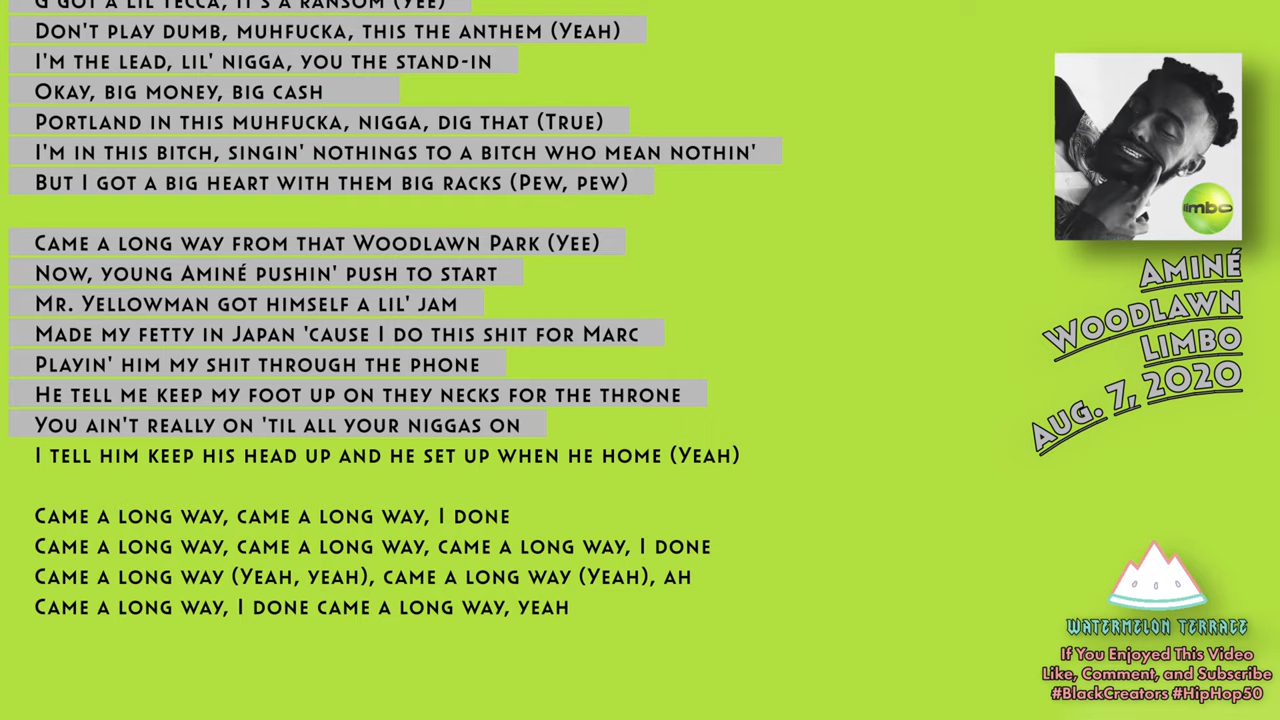 G GOT A LIL TECCA, IT'S A RANSOM (YEE)
DON'T PLAY DUMB, MUHFUCKA, THIS THE ANTHEM (YEAH)
I'M THE LEAD, LIL' NIGGA, YOU THE STAND-IN
OKAY, BIG MONEY, BIG CASH
PORTLAND IN THIS MUHFUCKA, NIGGA, DIG THAT (TRUE)
I'M IN THIS BITCH, SINGIN' NOTHINGS TO A BITCH WHO MEAN NOTHIN'
BUT I GOT A BIG HEART WITH THEM BIG RACKS (PEW, PEW)
CAME A LONG WAY FROM THAT WOODLAWN PARK (YEE)
NOW, YOUNG AMINÉ PUSHIN' PUSH TO START
MR. YELLOWMAN GOT HIMSELF A LIL' JAM
MADE MY FETTY IN JAPAN 'CAUSE I DO THIS SHIT FOR MARC
PLAYIN' HIM MY SHIT THROUGH THE PHONE
HE TELL ME KEEP MY FOOT UP ON THEY NECKS FOR THE THRONE
YOU AIN'T REALLY ON 'TIL ALL YOUR NIGGAS ON
I TELL HIM KEEP HIS HEAD UP AND HE SET UP WHEN HE HOME (YEAH)
CAME A LONG WAY, CAME A LONG WAY, I DONE
CAME A LONG WAY, CAME A LONG WAY, CAME A LONG WAY, I DONE
CAME A LONG WAY (YEAH, YEAH), CAME A LONG WAY (YEAH), AH
CAME A LONG WAY, I DONE CAME A LONG WAY, YEAH
limbo
AMINÉ
WOODLAWN
LIMBO
AUG. 7, 2020
WATERMELON TERRACE
If You Enjoyed This Video
Like, Comment, and Subscribe
#BlackCreators #HipHop50